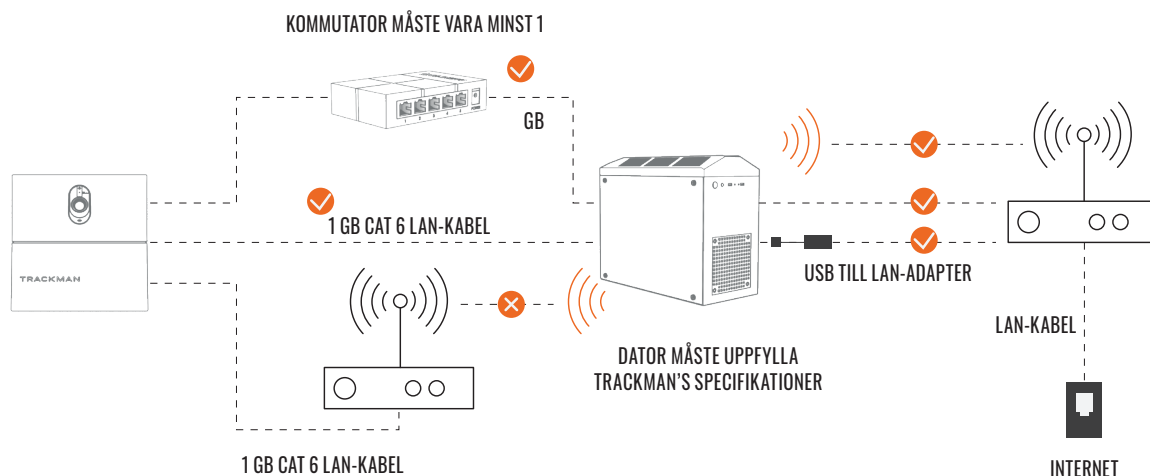 KOMMUTATOR MÅSTE VARA MINST 1
GB
1 GB CAT 6 LAN-KABEL
TRACKMAN
USB TILL LAN-ADAPTER
LAN-KABEL
DATOR MÅSTE UPPFYLLA
TRACKMAN'S SPECIFIKATIONER
1 GB CAT 6 LAN-KABEL
INTERNET